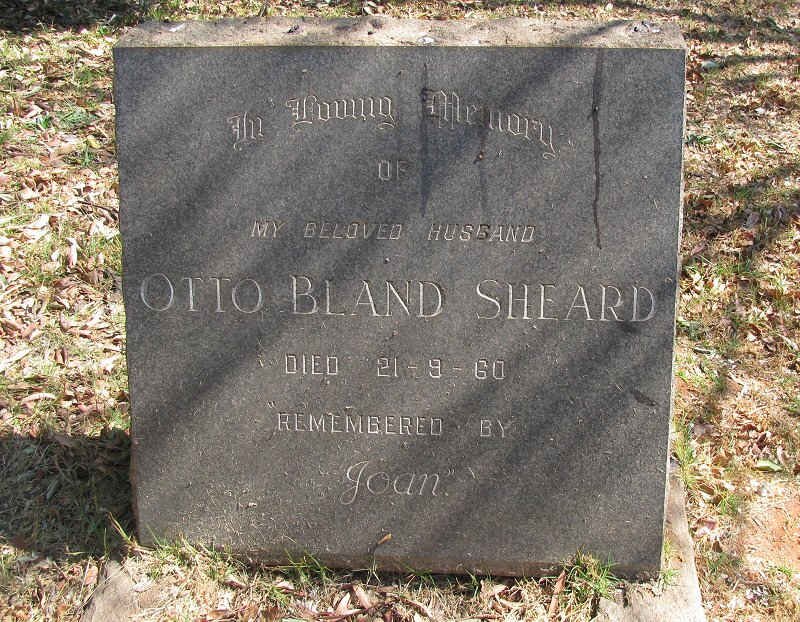 In Loving Memory
OF
MY BELOVED HUSBAND
OTTO BLAND SHEARD
DIED 21-9-60
"REMEMBERED BY
Joan".